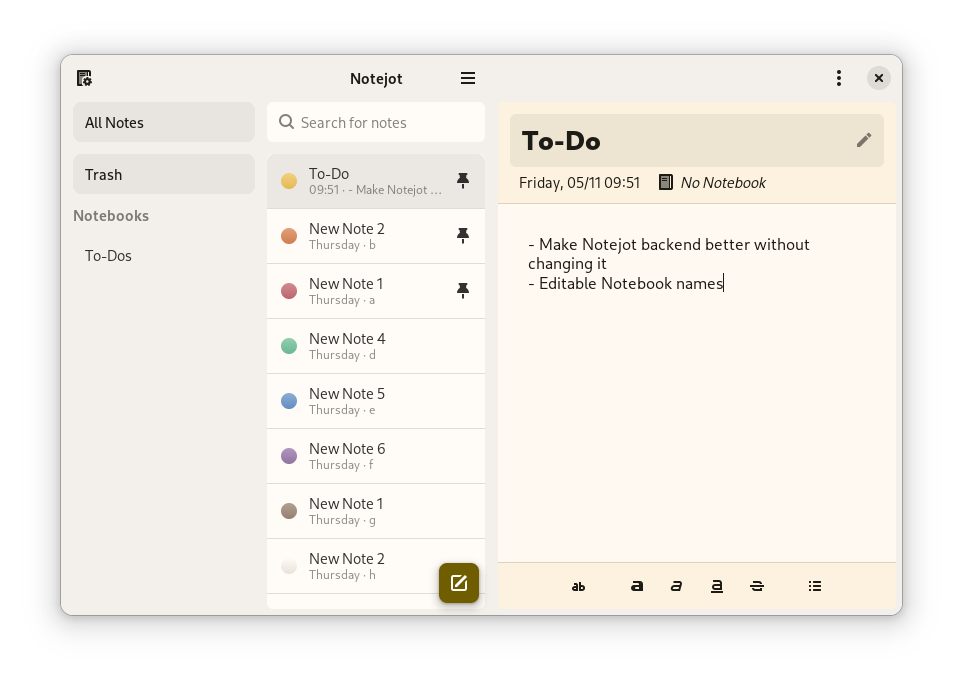 Notejot
All Notes
Trash
Notebooks
To-Dos
Search for notes
To-Do
09:51 · - Make Notejot ...
New Note 2
Thursday · b
New Note 1
Thursday · a
New Note 4
Thursday · d
New Note 5
Thursday · e
New Note 6
Thursday · f
New Note 1
Thursday · g
New Note 2
Thursday · h
To-Do
Friday, 05/11 09:51 No Notebook
- Make Notejot backend better without
changing it
- Editable Notebook names
ab a a a S